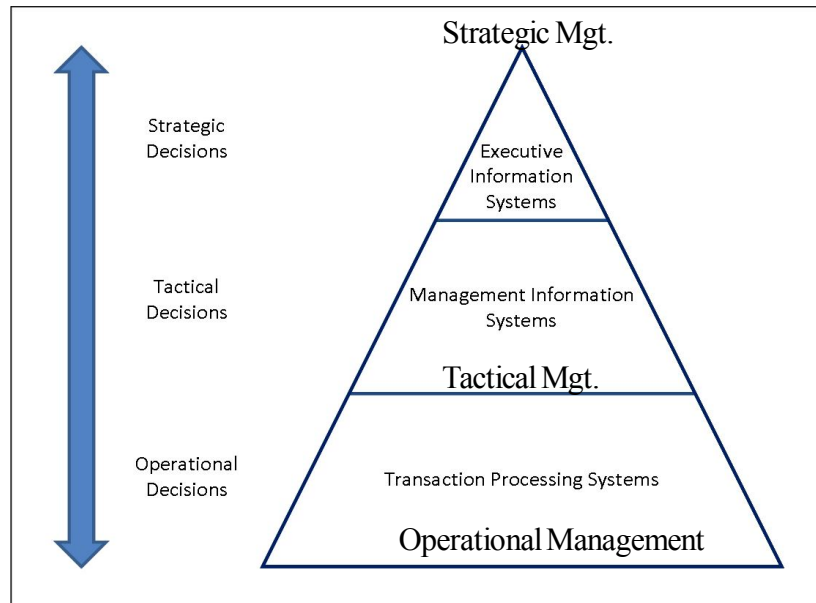 Strategic Mgt.
Strategic
Decisions
Executive
Information
Systems
Tactical
Decisions
Management Information
Systems
Tactical Mgt.
Operational
Decisions
Transaction Processing Systems
Operational Management